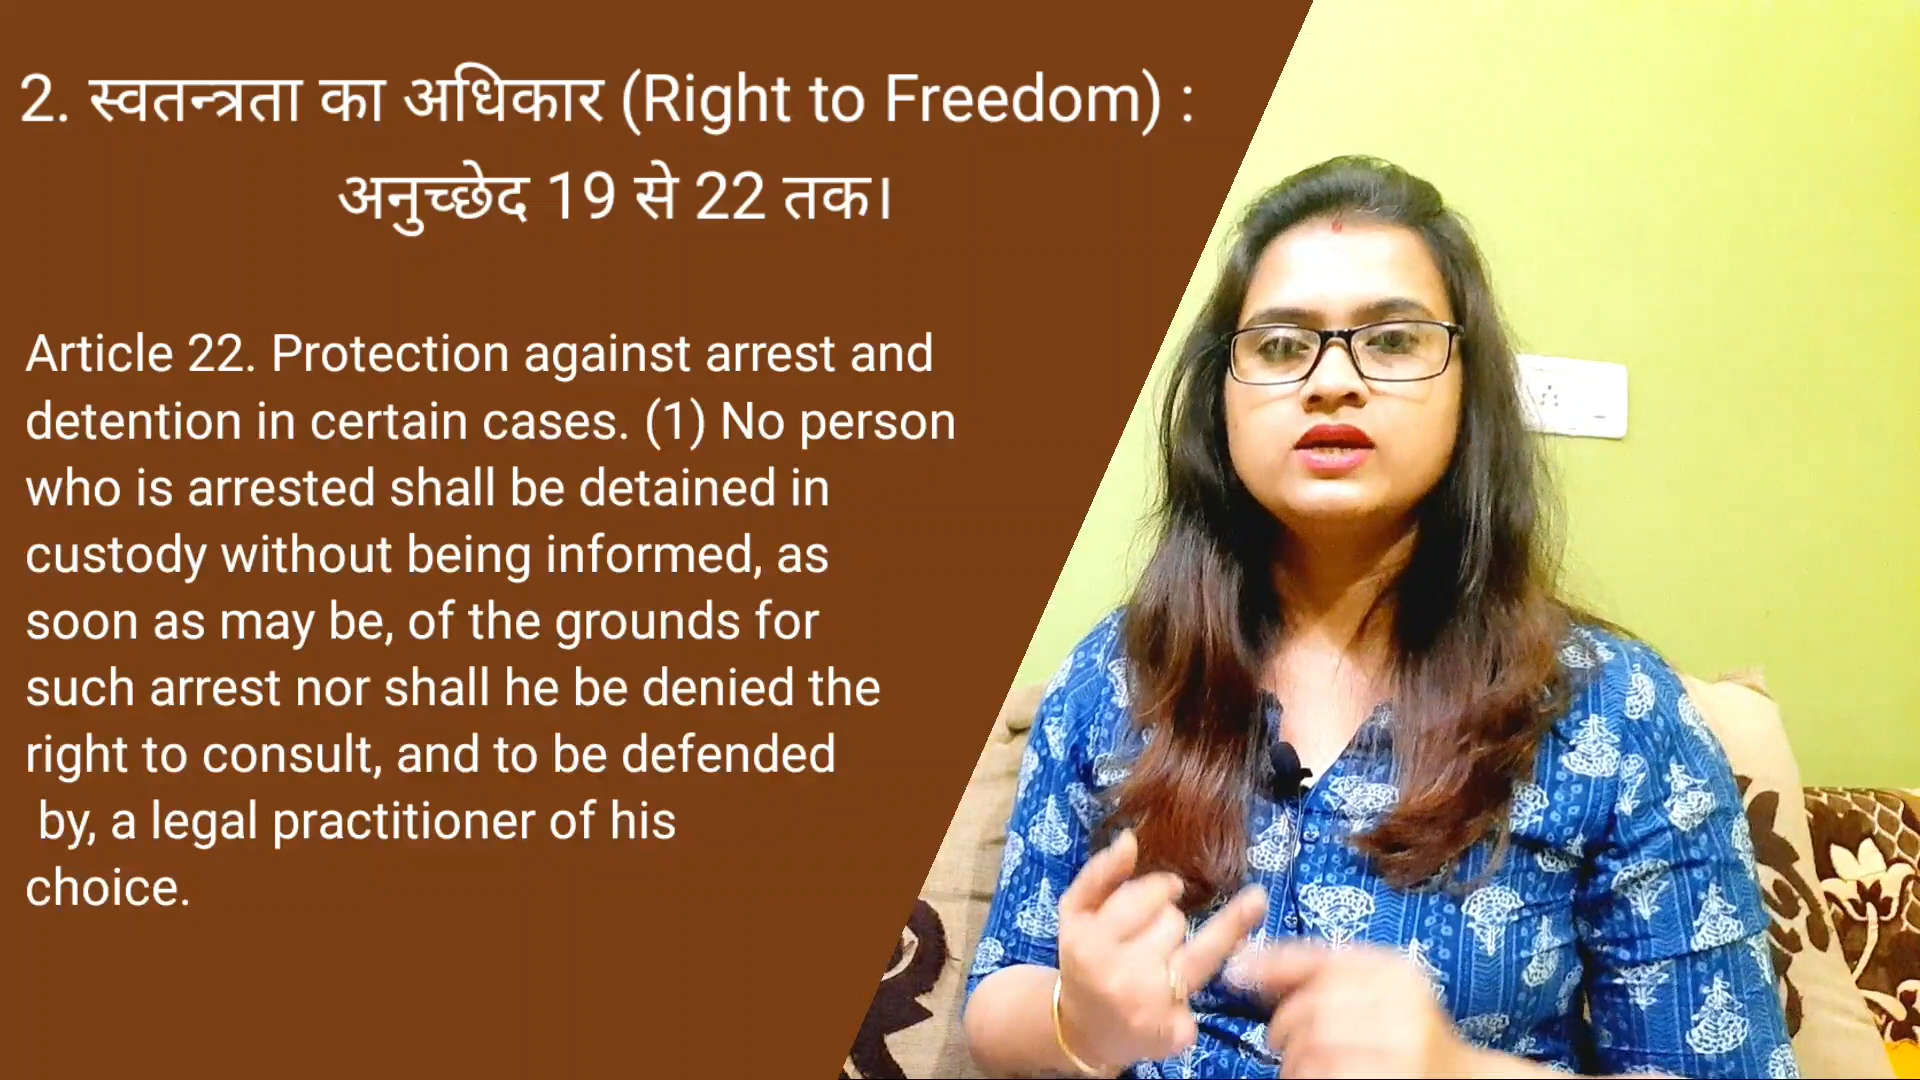 2. स्वतन्त्रता का अधिकार (Right to Freedom) :
अनुच्छेद 19 से 22 तक।
Article 22. Protection against arrest and
detention in certain cases. (1) No person
who is arrested shall be detained in
custody without being informed, as
soon as may be, of the grounds for
such arrest nor shall he be denied the
right to consult, and to be defended
by, a legal practitioner of his
choice.